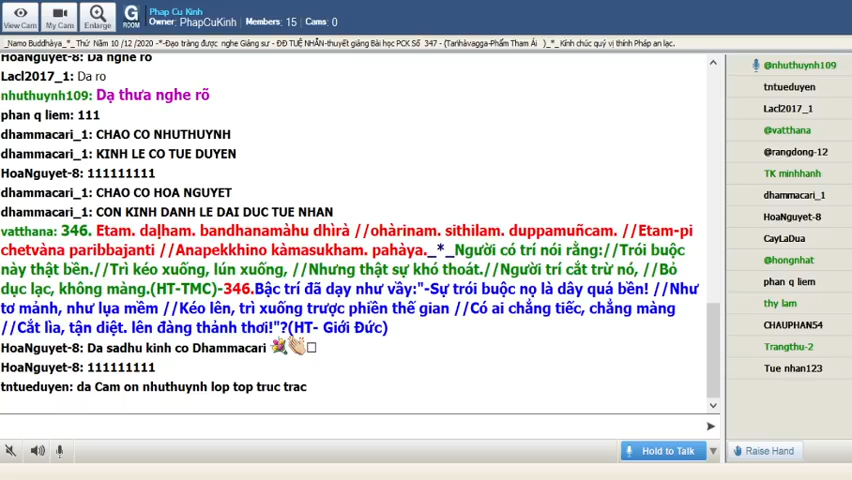 View Cam
My Cam
Enlarge
G
ROOM
Phap Cu Kinh
Owner: PhapCuKinh Members: 15 Cams: 0
_Namo Buddhàya_*_ Thứ Năm 10 /12 /2020 -*-Đạo tràng được nghe Giảng sư - ĐĐ TUỆ NHẪN-thuyết giảng Bài học PCK Số 347 - (Tanhàvagga-Phẩm Tham Ái )_*_ Kính chúc quý vị thính Pháp an lạc.
HoaNguyet-8: Da nghe ro
Lacl2017_1: Da ro
nhuthuynh109: Dạ thưa nghe rõ
phan q liem: 111
dhammacari_1: CHAO CO NHUTHUYNH
dhammacari_1: KINH LE CO TUE DUYEN
HoaNguyet-8: 111111111
dhammacari_1: CHAO CO HOA NGUYET
dhammacari_1: CON KINH DANH LE DAI DUC TUE NHAN
vatthana: 346. Etam. daḷham. bandhanamàhu dhìrà //ohàrinam. sithilam. duppamuñcam. //Etam-pi
chetvàna paribbajanti //Anapekkhino kàmasukham. pahàya._*_Người có trí nói rằng://Trói buộc
này thật bền.//Trì kéo xuống, lún xuống, //Nhưng thật sự khó thoát.//Người trí cắt trừ nó, //Bỏ
dục lạc, không màng.(HT-TMC)-346.Bậc trí đã dạy như vầy:"-Sự trói buộc nọ là dây quá bền! //Như
tơ mảnh, như lụa mềm //Kéo lên, trì xuống trược phiền thế gian //Có ai chẳng tiếc, chẳng màng
//Cắt lìa, tận diệt. lên đàng thảnh thơi!"?(HT- Giới Đức)
HoaNguyet-8: Da sadhu kinh co Dhammacari
HoaNguyet-8: 111111111
tntueduyen: da Cam on nhuthuynh lop top truc trac
Hold to Talk
Raise Hand
@nhuthuynh109
tntueduyen
Lacl2017_1
@vatthana
@rangdong-12
TK minhhanh
dhammacari_1
HoaNguyet-8
CayLaDua
@hongnhat
phan q liem
thy lam
CHAUPHAN54
Trangthu-2
Tue nhan123